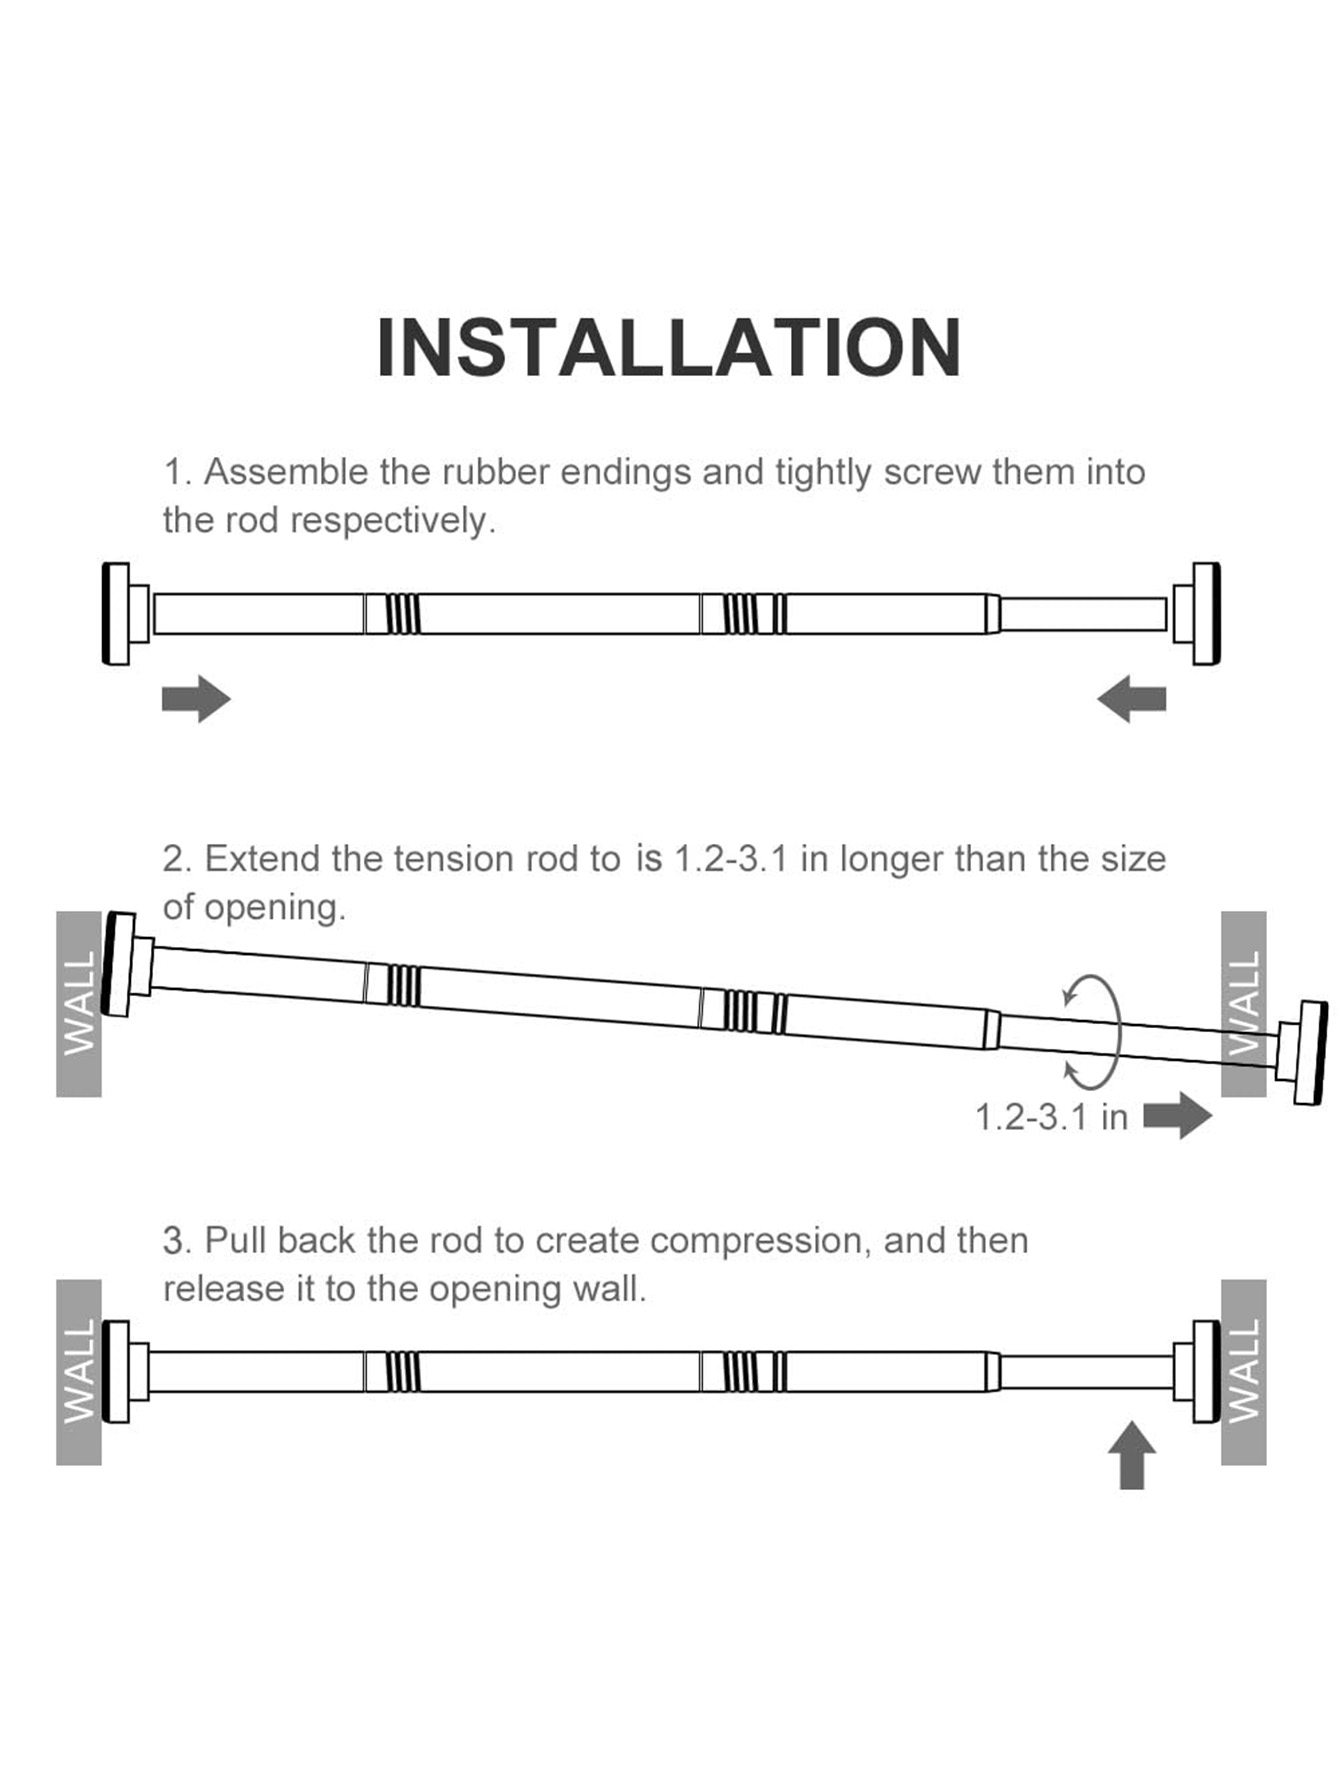 INSTALLATION
1. Assemble the rubber endings and tightly screw them into
the rod respectively.
2. Extend the tension rod to is 1.2-3.1 in longer than the size
of opening.
WALL
WALL
1.2-3.1 in
3. Pull back the rod to create compression, and then
release it to the opening wall.
WALL
WALL